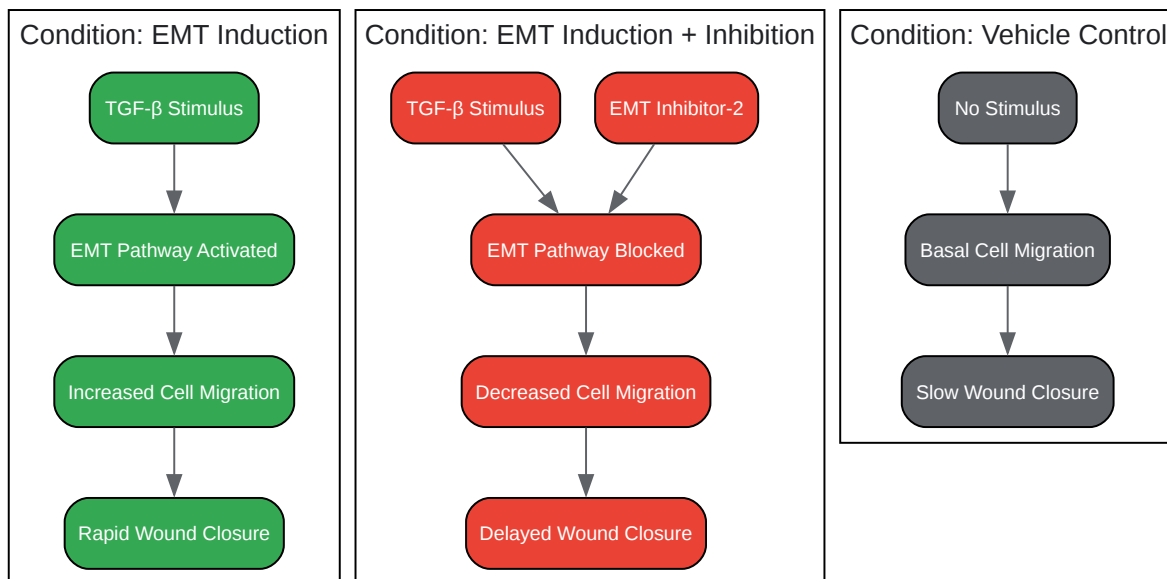 Condition: EMT Induction
TGF-β Stimulus
EMT Pathway Activated
Increased Cell Migration
Rapid Wound Closure
Condition: EMT Induction + Inhibition
TGF-β Stimulus
EMT Inhibitor-2
EMT Pathway Blocked
Decreased Cell Migration
Delayed Wound Closure
Condition: Vehicle Control
No Stimulus
Basal Cell Migration
Slow Wound Closure